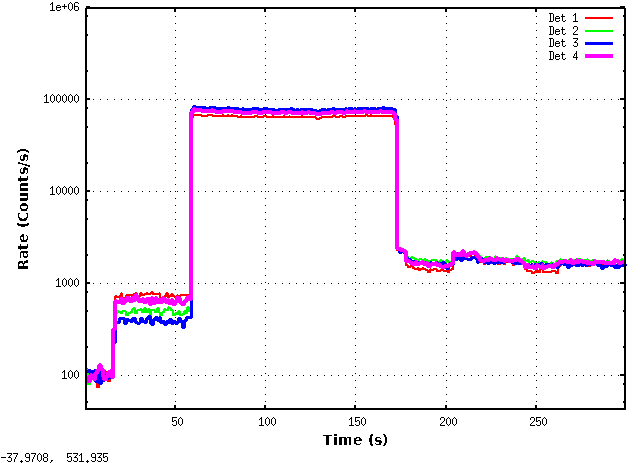 1e+06
Det 1
Det 2
Det 3
Det 4
100000
10000
1000
100
Rate (Counts/s)
50 100 150 200 250
Time (s)
-37.9708, 531.935